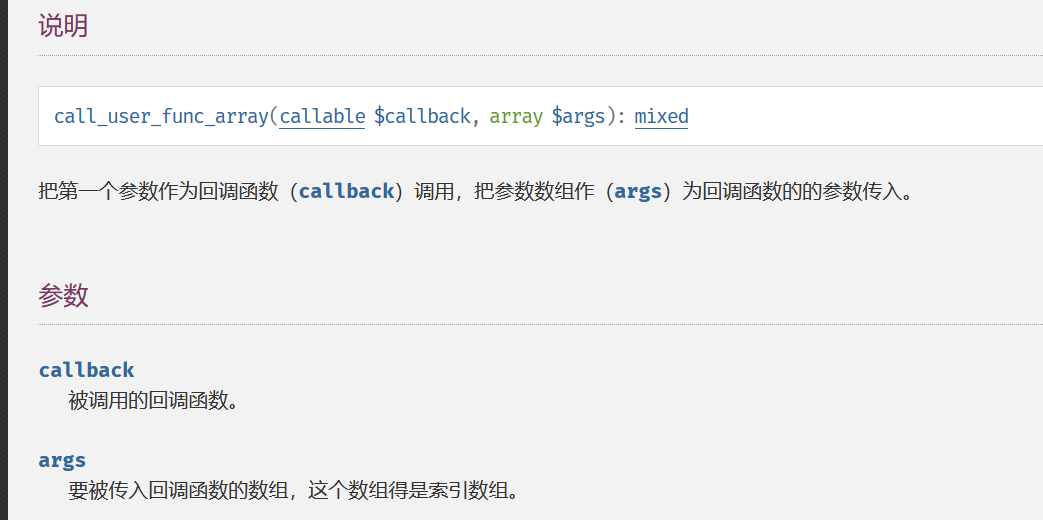 说明
call_user_func_array(callable $callback, array $args): mixed
把第一个参数作为回调函数（callback）调用，把参数数组作（args）为回调函数的的参数传入。
参数
callback
被调用的回调函数。
args
要被传入回调函数的数组，这个数组得是索引数组。